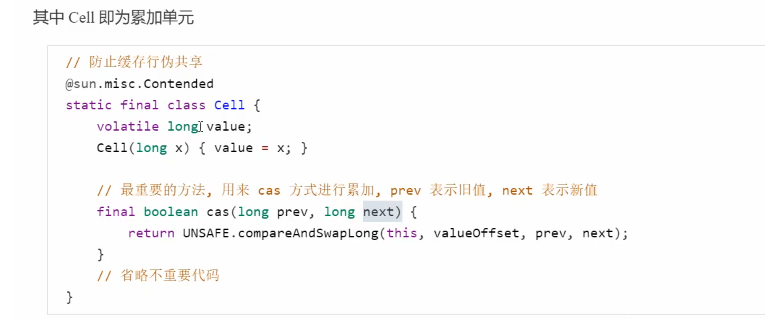 其中 Cell 即为累加单元
// 防止缓存行伪共享
@sun.misc.Contended
static final class Cell {
volatile long value;
Cell(long x) { value = x; }
// 最重要的方法, 用来 cas 方式进行累加, prev 表示旧值, next 表示新值
final boolean cas(long prev, long next) {
return UNSAFE.compareAndSwapLong(this, valueOffset, prev, next);
}
// 省略不重要代码
}